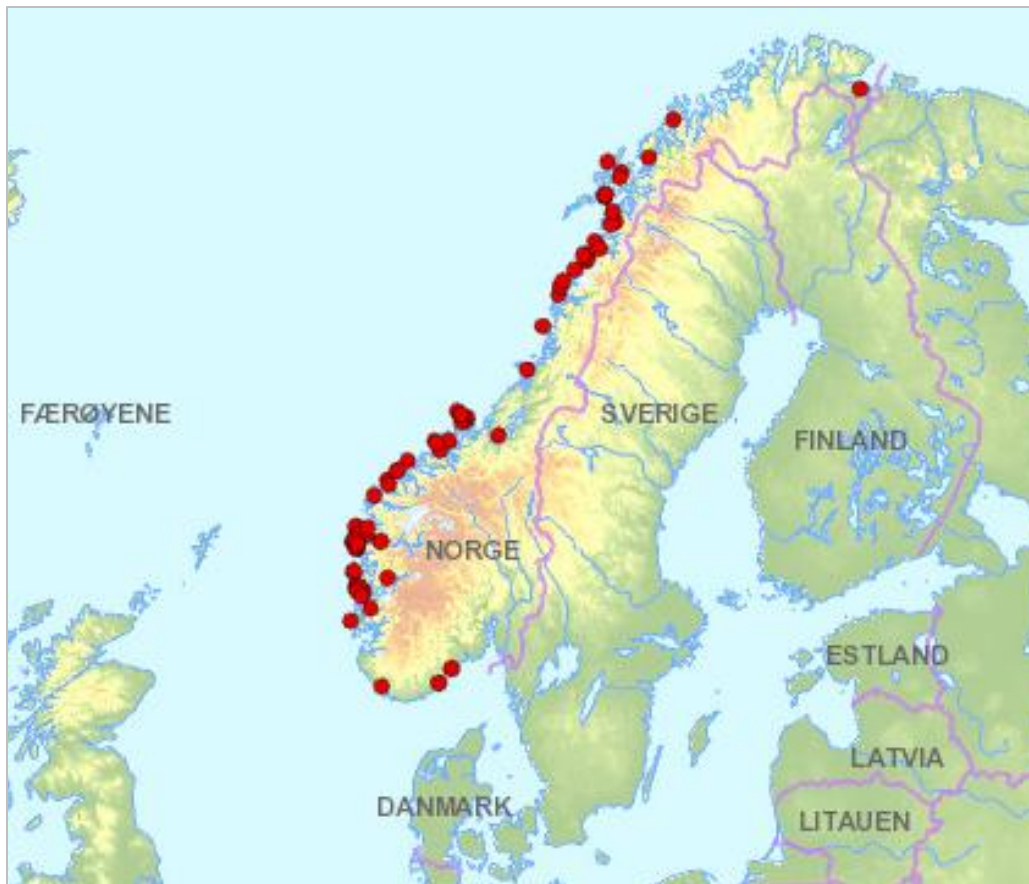 FÆRØYENE
SVERIGE
FINLAND
NORGE
ESTLAND
LATVIA
DANMARK
LITAUEN